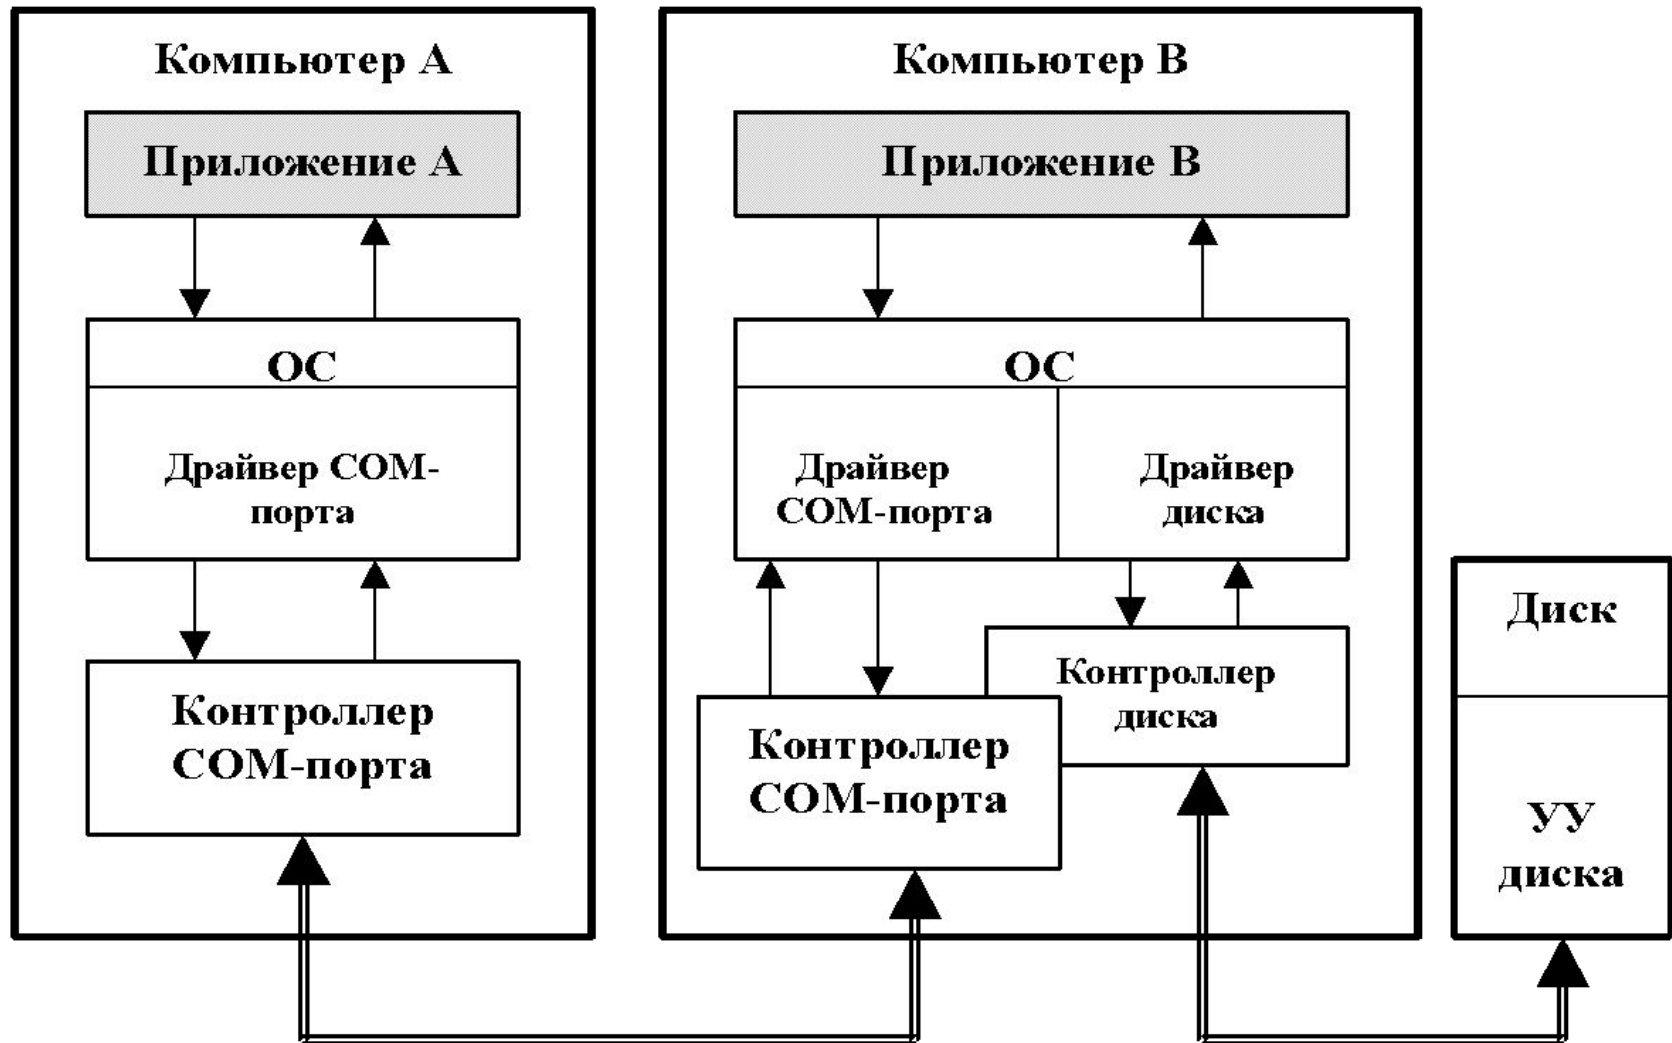 Компьютер А
Приложение А
ОС
Драйвер СОМ-
порта
Контроллер
СОМ-порта
Компьютер В
Приложение В
ОС
Драйвер
СОМ-порта
Драйвер
диска
Контроллер
СОМ-порта
Контроллер
диска
Диск
УУ
диска